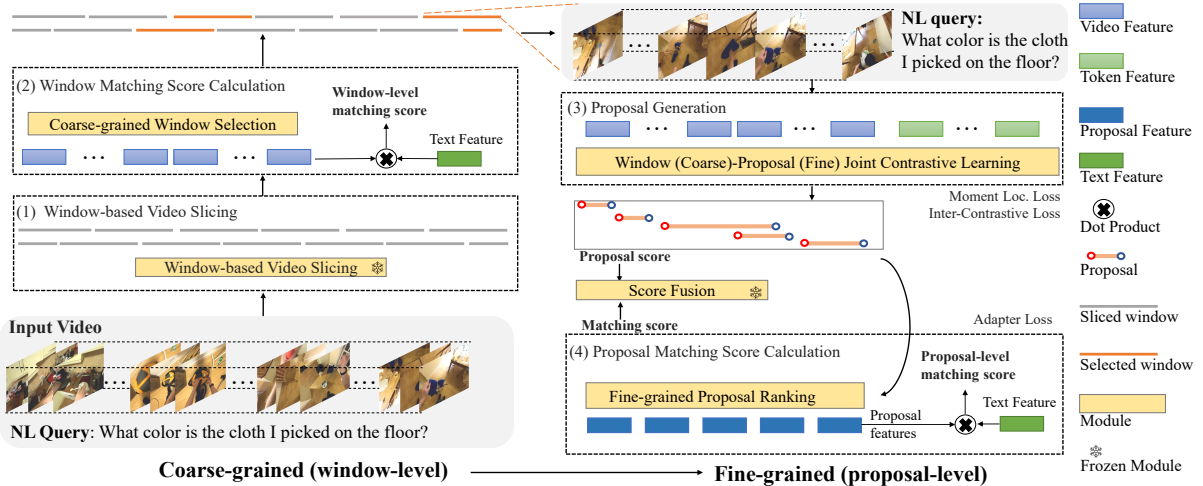 (2) Window Matching Score Calculation
Window-level
matching score
Coarse-grained Window Selection
Text Feature
(1) Window-based Video Slicing
Window-based Video Slicing
Input Video
NL Query: What color is the cloth I picked on the floor?
Coarse-grained (window-level)
NL query:
What color is the cloth
I picked on the floor?
(3) Proposal Generation
Window (Coarse)-Proposal (Fine) Joint Contrastive Learning
Moment Loc. Loss
Inter-Contrastive Loss
Proposal score
Score Fusion
Matching score
Adapter Loss
(4) Proposal Matching Score Calculation
Proposal-level
matching score
Fine-grained Proposal Ranking
Text Feature
Proposal
features
Fine-grained (proposal-level)
Video Feature
Token Feature
Proposal Feature
Text Feature
Dot Product
Proposal
Sliced window
Selected window
Module
Frozen Module